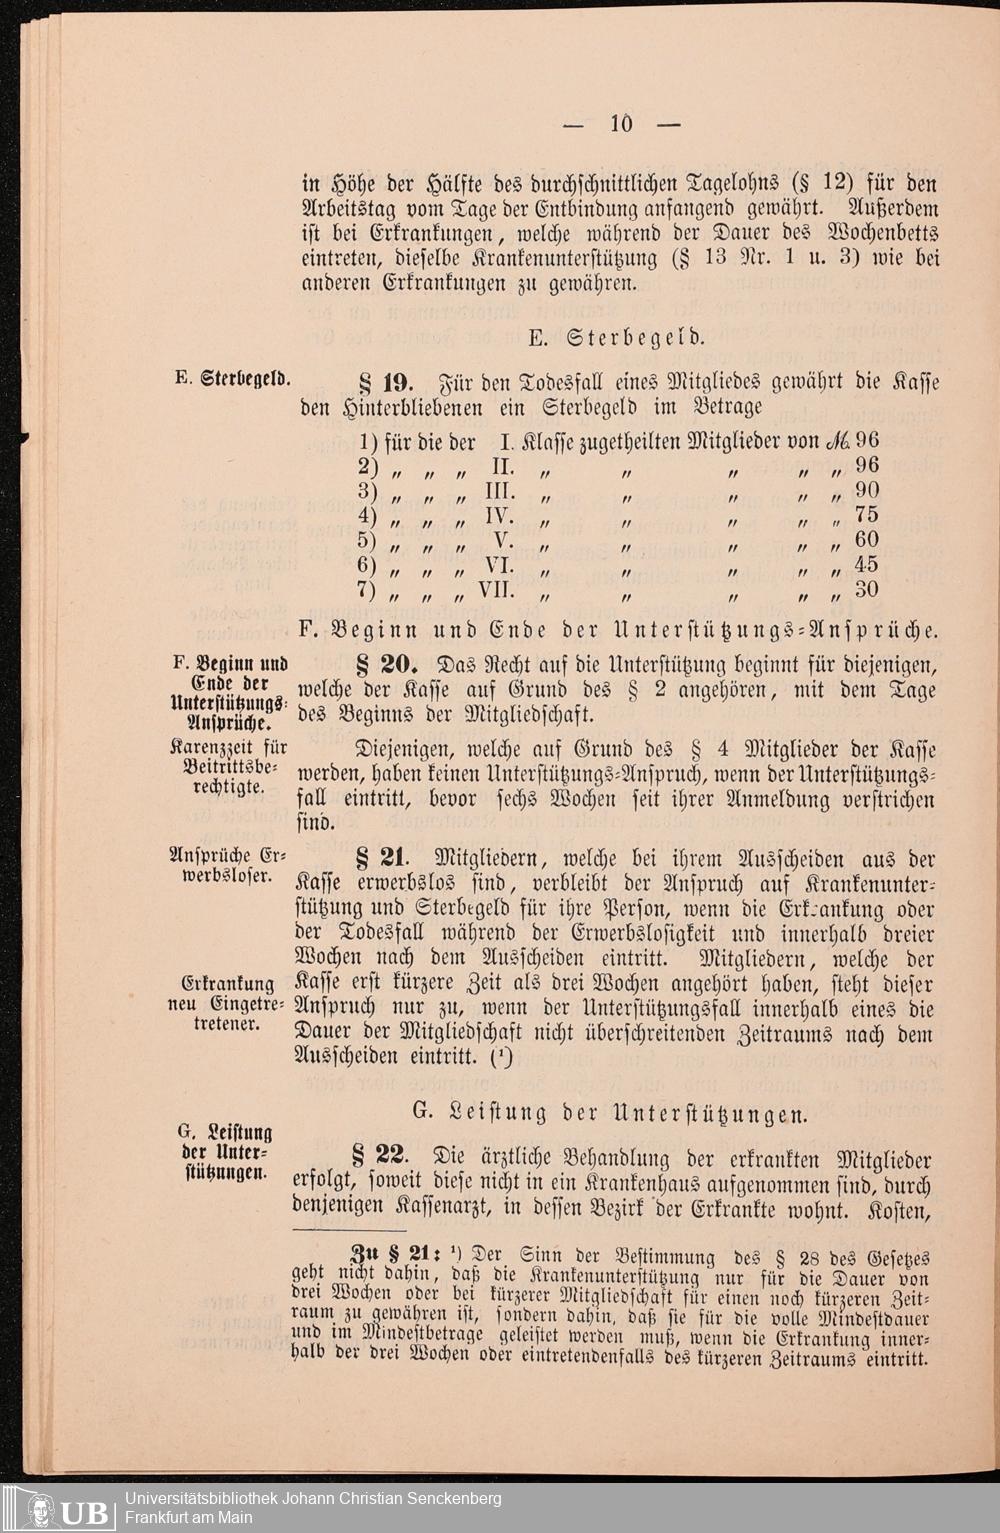 — 10 —
in Höhe der Hälfte des durchschnittlichen Tagelohns (§ 12) für den
Arbeitstag vom Tage der Entbindung anfangend gewährt. Außerdem
ist bei Erkrankungen, welche während der Dauer des Wochenbetts
eintreten, dieselbe Krankenunterstützung (§ 13 Nr. 1 u. 3) wie bei
anderen Erkrankungen zu gewähren.
E. Sterbegeld.
E. Sterbegeld.
§ 19. Für den Todesfall eines Mitgliedes gewährt die Kasse
den Hinterbliebenen ein Sterbegeld im Betrage
1) für die der I. Klasse zugetheilten Mitglieder von ℳ 96
2) „ „ „ II. „ „ „ „ „ 96
3) „ „ „ III. „ „ „ „ „ 90
4) „ „ „ IV. „ „ „ „ „ 75
5) „ „ „ V. „ „ „ „ „ 60
6) „ „ „ VI. „ „ „ „ „ 45
7) „ „ „ VII. „ „ „ „ „ 30
F. Beginn und Ende der Unterstützungs-Ansprüche.
F. Beginn und
Ende der
Unterstützungs-
Ansprüche.
§ 20. Das Recht auf die Unterstützung beginnt für diejenigen,
welche der Kasse auf Grund des § 2 angehören, mit dem Tage
des Beginns der Mitgliedschaft.
Karenzzeit für
Beitrittsbe-
rechtigte.
Diejenigen, welche auf Grund des § 4 Mitglieder der Kasse
werden, haben keinen Unterstützungs-Anspruch, wenn der Unterstützungs-
fall eintritt, bevor sechs Wochen seit ihrer Anmeldung verstrichen
sind.
Ansprüche Er-
werbsloser.
§ 21. Mitgliedern, welche bei ihrem Ausscheiden aus der
Kasse erwerbslos sind, verbleibt der Anspruch auf Krankenunter-
stützung und Sterbegeld für ihre Person, wenn die Erkrankung oder
der Todesfall während der Erwerbslosigkeit und innerhalb dreier
Wochen nach dem Ausscheiden eintritt. Mitgliedern, welche der
Erkrankung
neu Eingetre-
tretener.
Kasse erst kürzere Zeit als drei Wochen angehört haben, steht dieser
Anspruch nur zu, wenn der Unterstützungsfall innerhalb eines die
Dauer der Mitgliedschaft nicht überschreitenden Zeitraums nach dem
Ausscheiden eintritt. (¹)
G. Leistung der Unterstützungen.
G. Leistung
der Unter-
stützungen.
§ 22. Die ärztliche Behandlung der erkrankten Mitglieder
erfolgt, soweit diese nicht in ein Krankenhaus aufgenommen sind, durch
denjenigen Kassenarzt, in dessen Bezirk der Erkrankte wohnt. Kosten,
Zu § 21: ¹) Der Sinn der Bestimmung des § 28 des Gesetzes
geht nicht dahin, daß die Krankenunterstützung nur für die Dauer von
drei Wochen oder bei kürzerer Mitgliedschaft für einen noch kürzeren Zeit-
raum zu gewähren ist, sondern dahin, daß sie für die volle Mindestdauer
und im Mindestbetrage geleistet werden muß, wenn die Erkrankung inner-
halb der drei Wochen oder eintretendenfalls des kürzeren Zeitraums eintritt.
UB Universitätsbibliothek Johann Christian Senckenberg
Frankfurt am Main